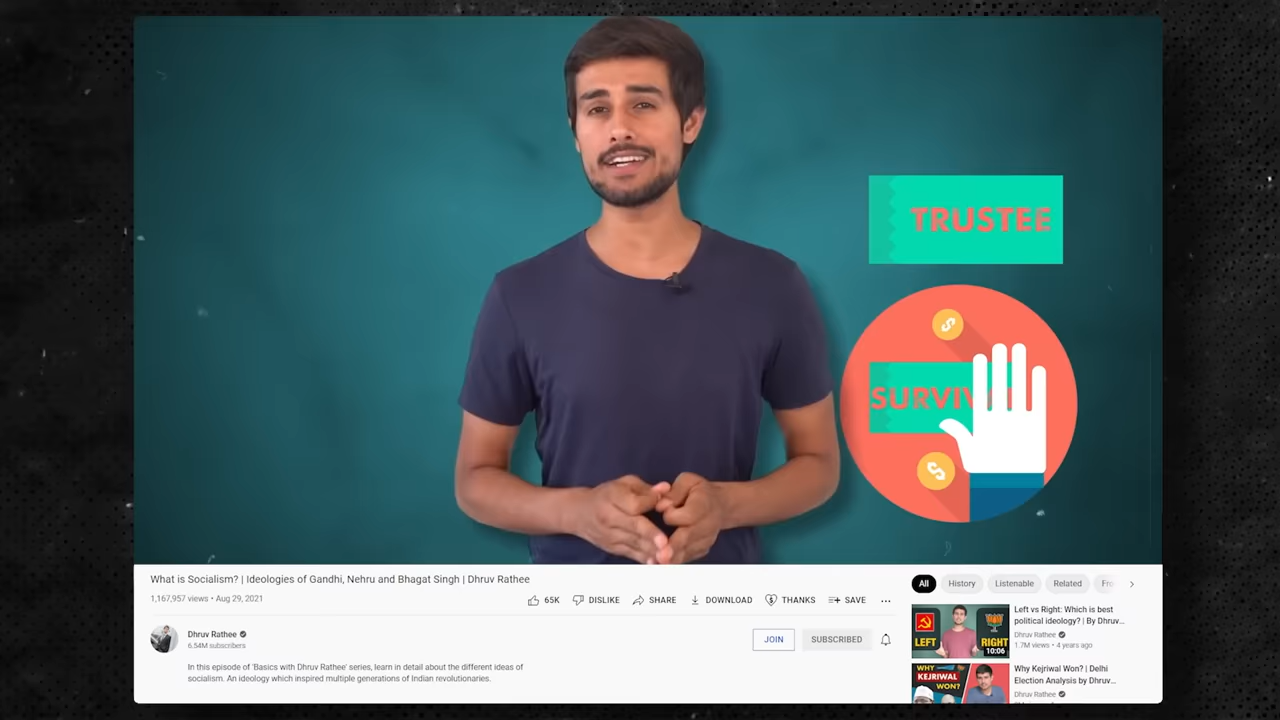 TRUSTEE
What is Socialism? | Ideologies of Gandhi, Nehru and Bhagat Singh | Dhruv Rathee
1,167,957 views • Aug 29, 2021
65K
DISLIKE
SHARE
DOWNLOAD
THANKS
SAVE
Dhruv Rathee
6.54M subscribers
JOIN
SUBSCRIBED
In this episode of 'Basics with Dhruv Rathee' series, learn in detail about the different ideas of
socialism. An ideology which inspired multiple generations of Indian revolutionaries.
All
History
Listenable
Related
LEFT
RIGHT
10:06
Left vs Right: Which is best
political ideology? | By Dhruv...
Dhruv Rathee
1.7M views • 4 years ago
WHY
KEJRIWAL
WON?
Why Kejriwal Won? | Delhi
Election Analysis by Dhruv...
Dhruv Rathee